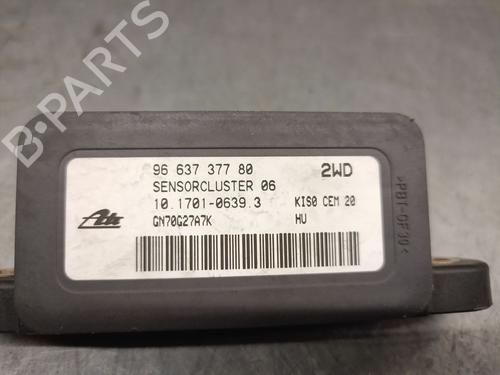 96 637 377 80 2WD
SENSORCLUSTER 06
10.1701-0639.3 KIS0 CEM 20
Ate GN70G27A7K HU
>PBT-GF30<
B-PARTS